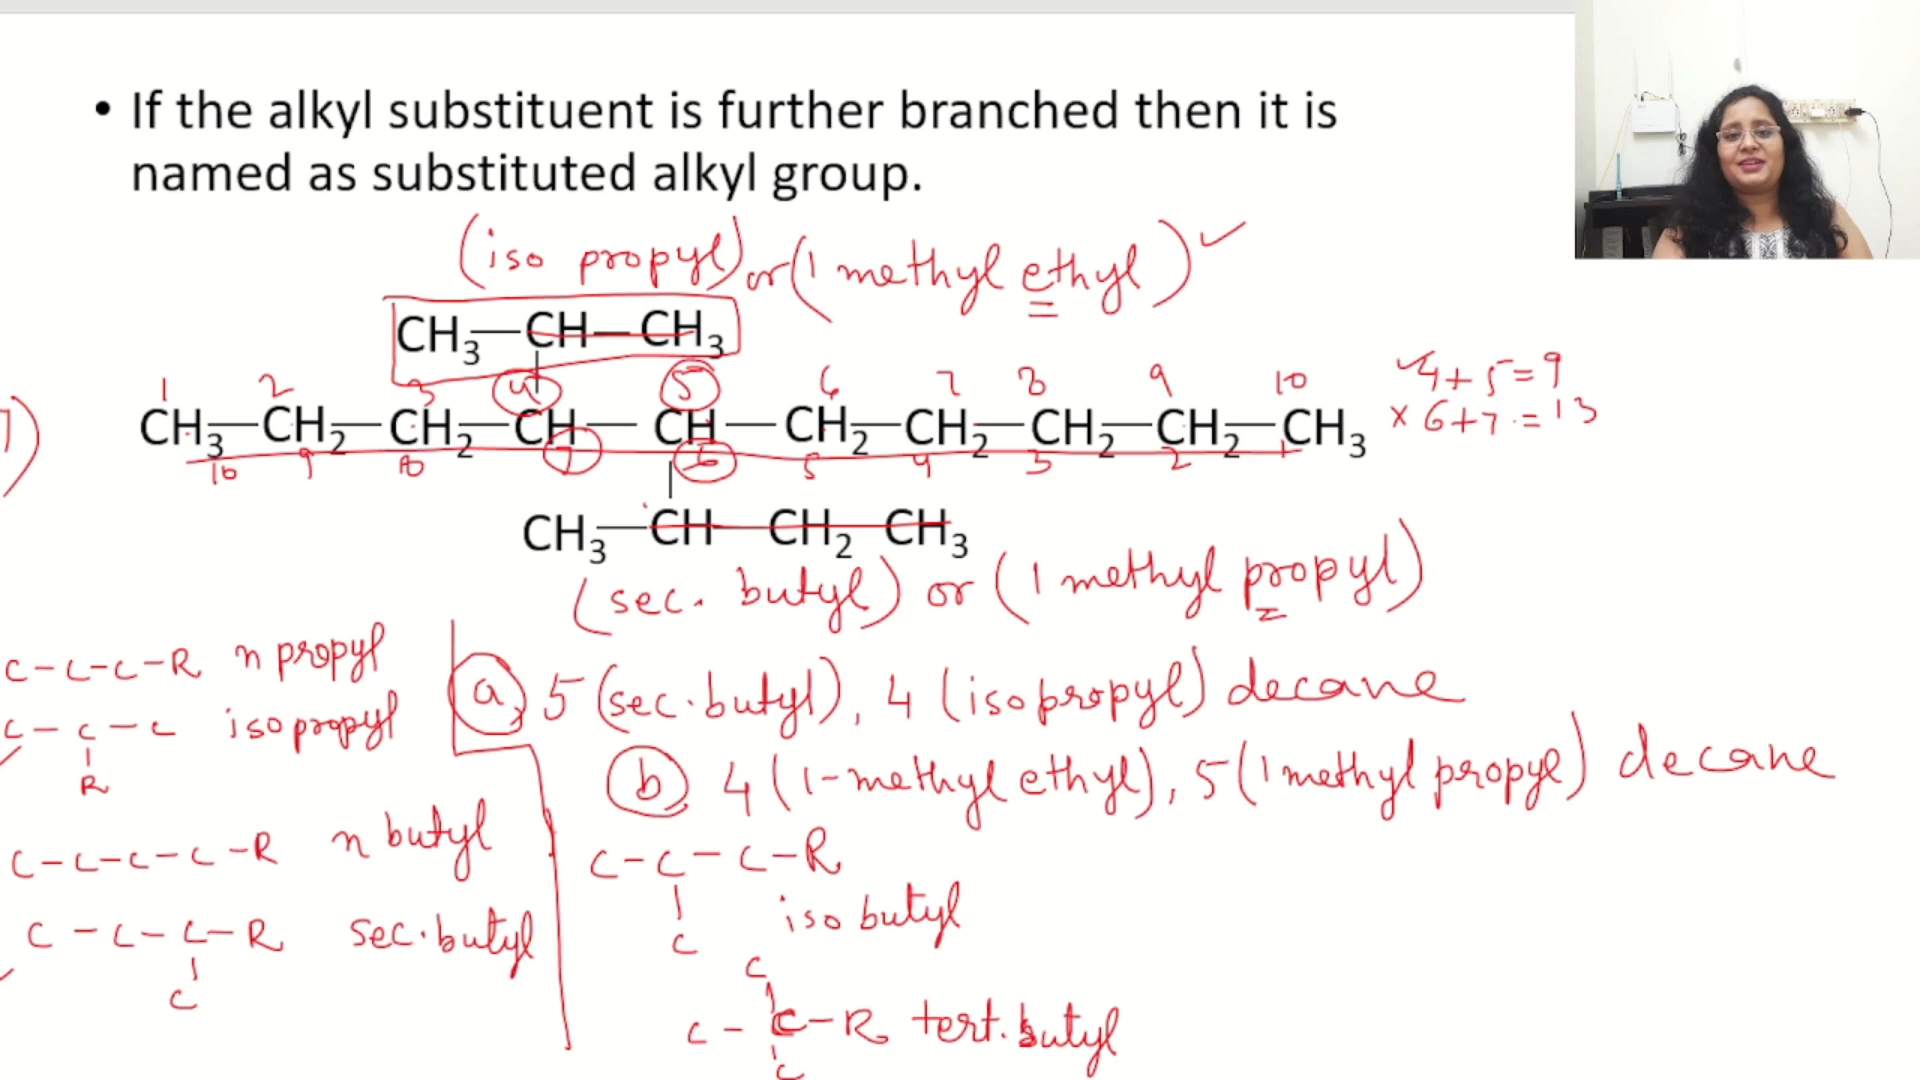 • If the alkyl substituent is further branched then it is
named as substituted alkyl group.
(iso propyl) or (1 methyl ethyl) ✓
CH₃—CH—CH₃
1 2 3 4 5 6 7 8 9 10
✓4+5=9
CH₃—CH₂—CH₂—CH—CH—CH₂—CH₂—CH₂—CH₂—CH₃
× 6+7=13
10 9 8 7 6 5 4 3 2 1
CH₃—CH—CH₂—CH₃
(sec. butyl) or (1 methyl propyl)
C-C-C-R n propyl
a, 5 (sec.butyl), 4 (isopropyl) decane
C-C-C isopropyl
R
b, 4 (1-methyl ethyl), 5 (1 methyl propyl) decane
C-C-C-C-R n butyl
C-C-C-R
C
iso butyl
C-C-C-R sec.butyl
C
C
C-C-R tert.butyl
C